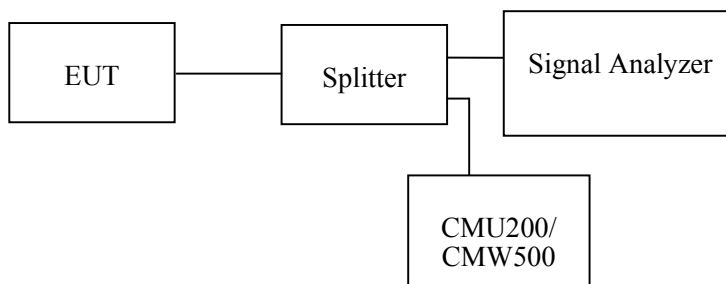 EUT
Splitter
Signal Analyzer
CMU200/
CMW500